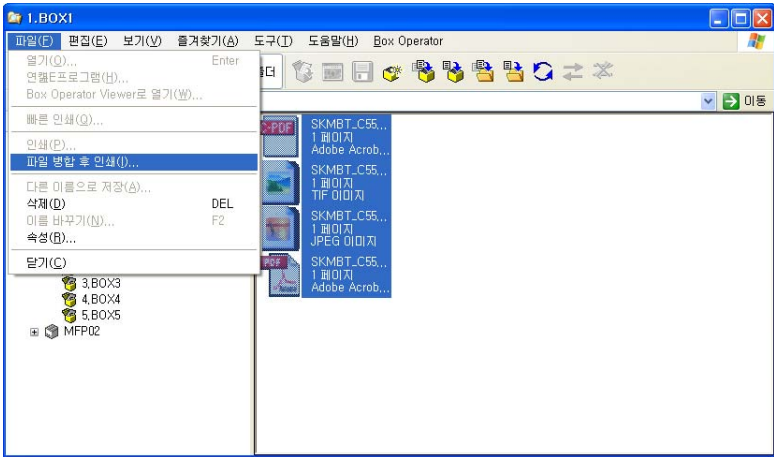 1.BOX1
파일(F) 편집(E) 보기(V) 즐겨찾기(A) 도구(T) 도움말(H) Box Operator
열기(O)... Enter
연캘E프로그램(H)...
Box Operator Viewer로 열기(W)...
빠른 인쇄(Q)...
인쇄(P)...
파일 병합 후 인쇄(I)...
다른 이름으로 저장(A)...
삭제(D) DEL
이름 바꾸기(N)... F2
속성(R)...
닫기(C)
더
이동
C-PDF
SKMBT_C55...
1 페이지
Adobe Acrob...
SKMBT_C55...
1 페이지
TIF 이미지
SKMBT_C55...
1 페이지
JPEG 이미지
PDF
SKMBT_C55...
1 페이지
Adobe Acrob...
3.BOX3
4.BOX4
5.BOX5
MFP02